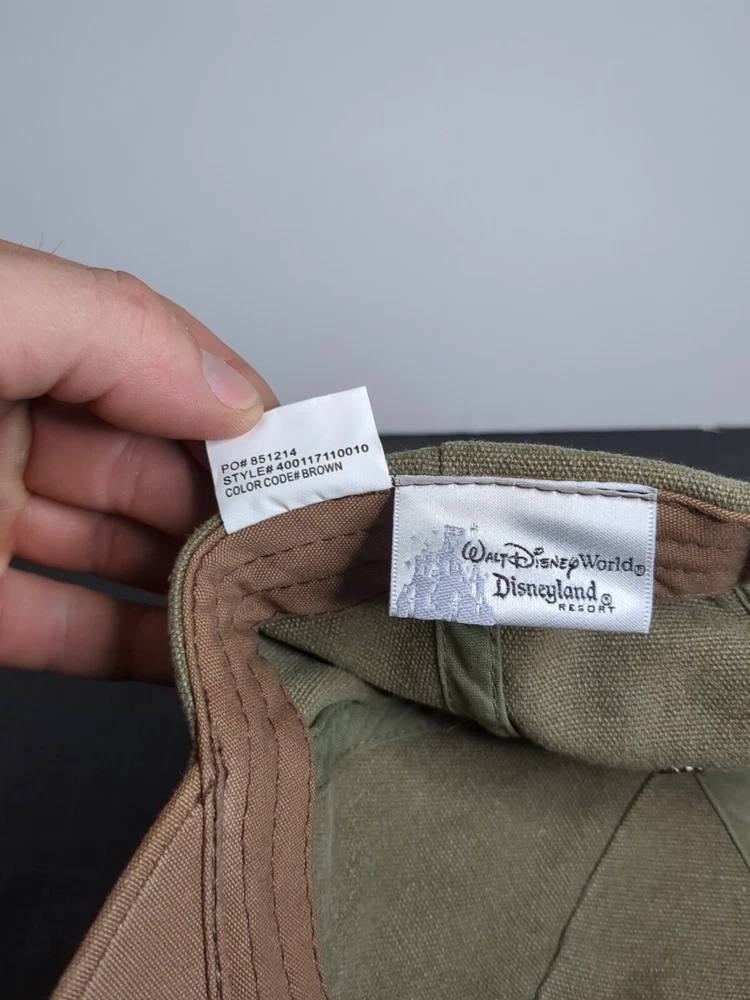 PO# 851214
STYLE# 400117110010
COLOR CODE# BROWN
WALT DISNEY World®
Disneyland®
RESORT